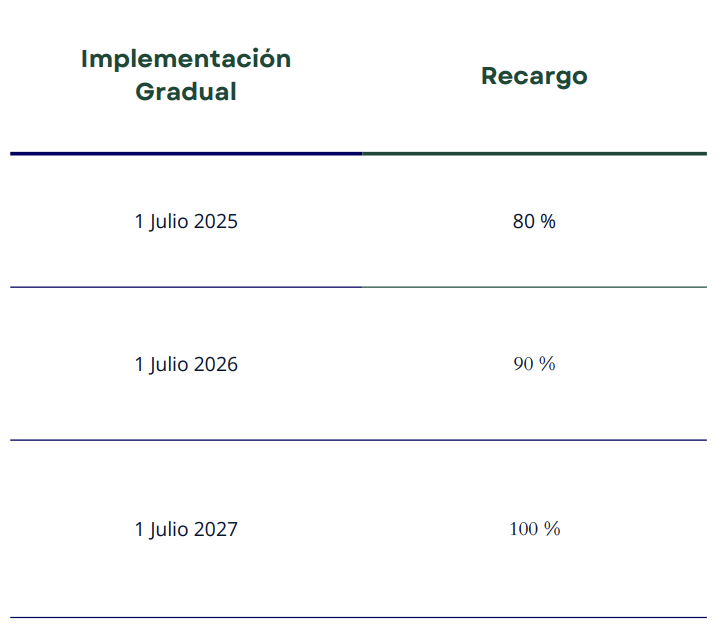 Implementación
Gradual
Recargo
1 Julio 2025
80 %
1 Julio 2026
90 %
1 Julio 2027
100 %